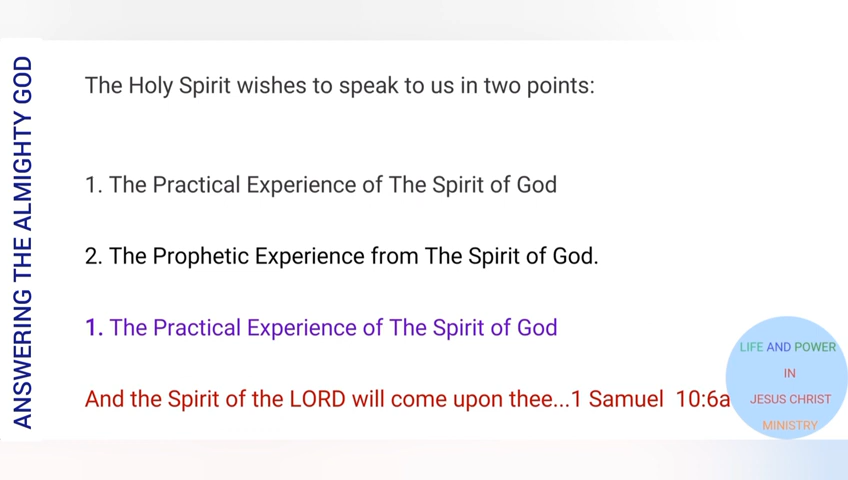 ANSWERING THE ALMIGHTY GOD
The Holy Spirit wishes to speak to us in two points:
1. The Practical Experience of The Spirit of God
2. The Prophetic Experience from The Spirit of God.
1. The Practical Experience of The Spirit of God
And the Spirit of the LORD will come upon thee...1 Samuel 10:6a
LIFE AND POWER
IN
JESUS CHRIST
MINISTRY